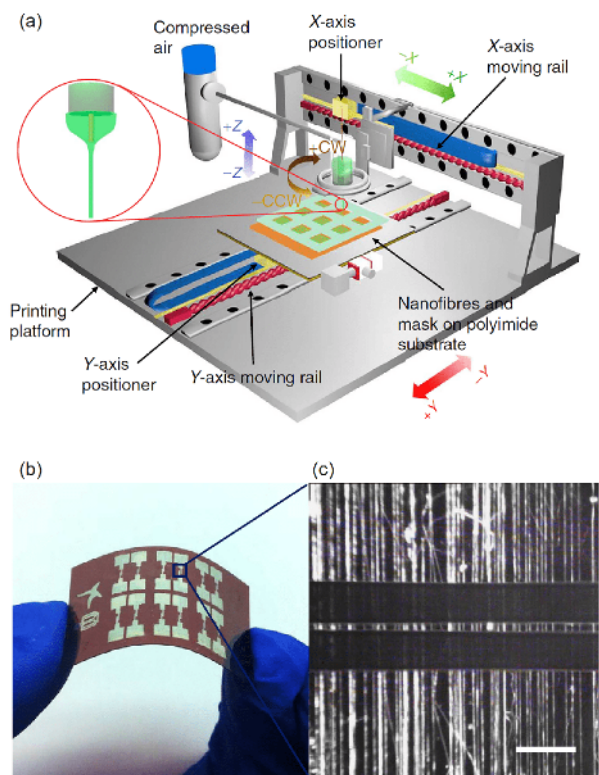 (a)
Compressed
air
X-axis
positioner
X-axis
moving rail
-X
+X
+Z
-Z
+CW
-CCW
Printing
platform
Y-axis
positioner
Y-axis moving rail
Nanofibres and
mask on polyimide
substrate
-Y
+Y
(b)
(c)